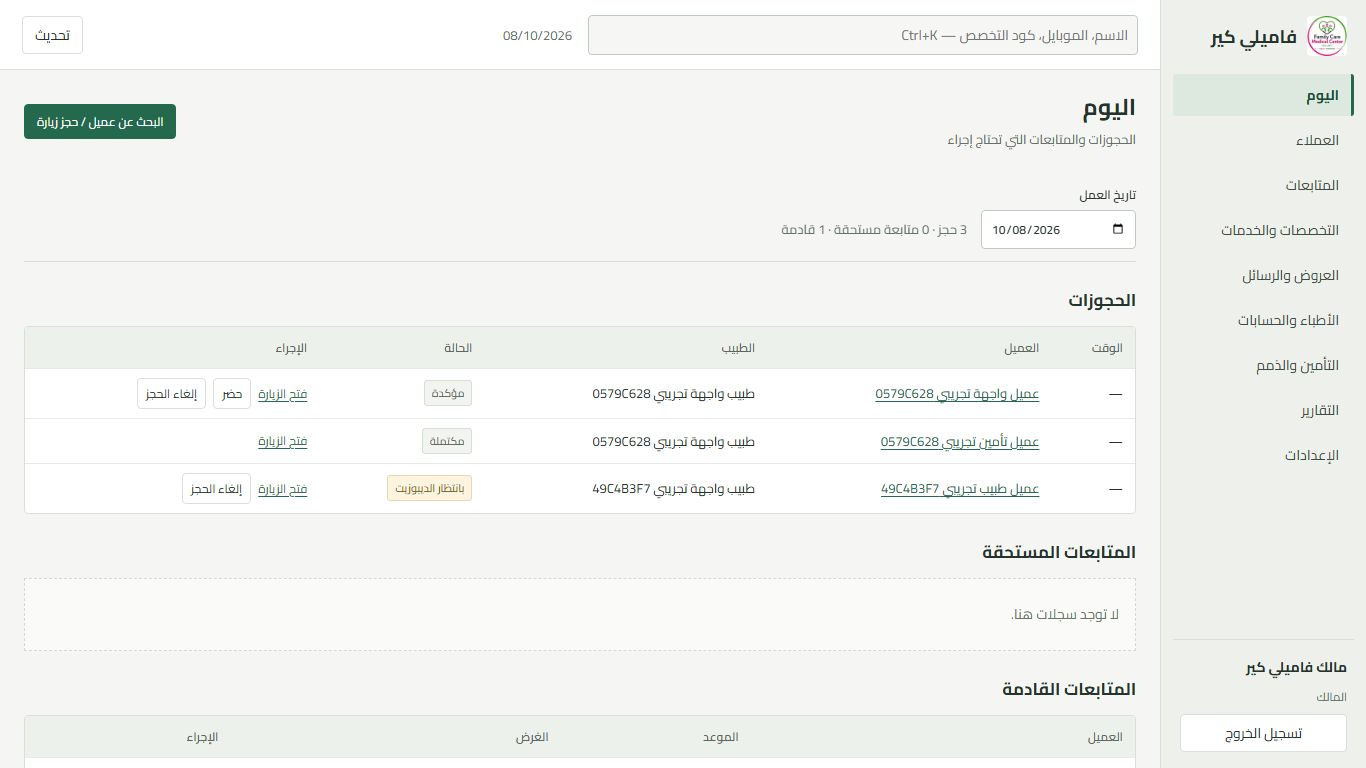 فاميلي كير
Family Care
Medical Center
اليوم
العملاء
المتابعات
التخصصات والخدمات
العروض والرسائل
الأطباء والحسابات
التأمين والذمم
التقارير
الإعدادات
مالك فاميلي كير
المالك
تسجيل الخروج
الاسم، الموبايل، كود التخصص — Ctrl+K
08/10/2026
تحديث
اليوم
الحجوزات والمتابعات التي تحتاج إجراء
البحث عن عميل / حجز زيارة
تاريخ العمل
10/08/2026
3 حجز · 0 متابعة مستحقة · 1 قادمة
الحجوزات
الوقت العميل الطبيب الحالة الإجراء
— عميل واجهة تجريبي 0579C628 طبيب واجهة تجريبي 0579C628 مؤكدة فتح الزيارة حضر إلغاء الحجز
— عميل تأمين تجريبي 0579C628 طبيب واجهة تجريبي 0579C628 مكتملة فتح الزيارة
— عميل طبيب تجريبي 49C4B3F7 طبيب واجهة تجريبي 49C4B3F7 بانتظار الديبوزيت فتح الزيارة إلغاء الحجز
المتابعات المستحقة
لا توجد سجلات هنا.
المتابعات القادمة
العميل الموعد الغرض الإجراء